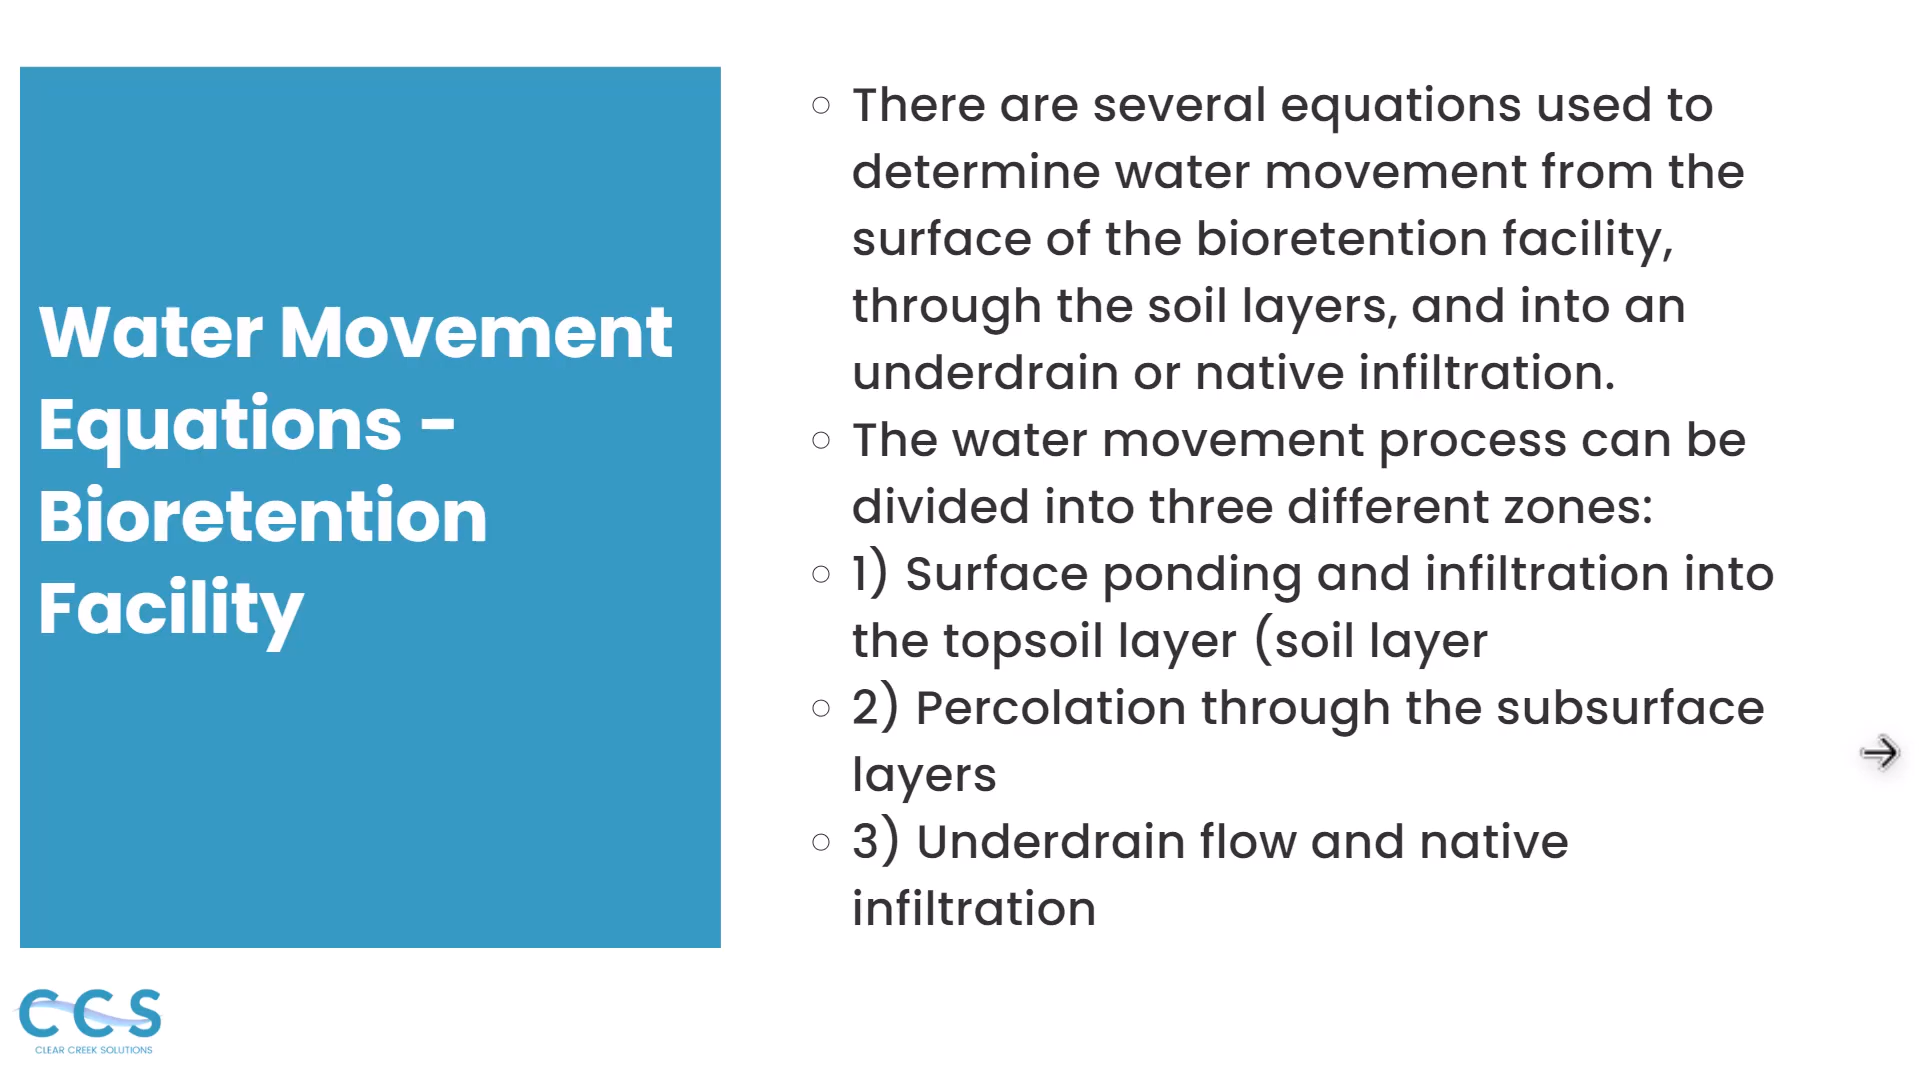 Water Movement
Equations -
Bioretention
Facility
There are several equations used to
determine water movement from the
surface of the bioretention facility,
through the soil layers, and into an
underdrain or native infiltration.
The water movement process can be
divided into three different zones:
1) Surface ponding and infiltration into
the topsoil layer (soil layer
2) Percolation through the subsurface
layers
3) Underdrain flow and native
infiltration
CCS
CLEAR CREEK SOLUTIONS